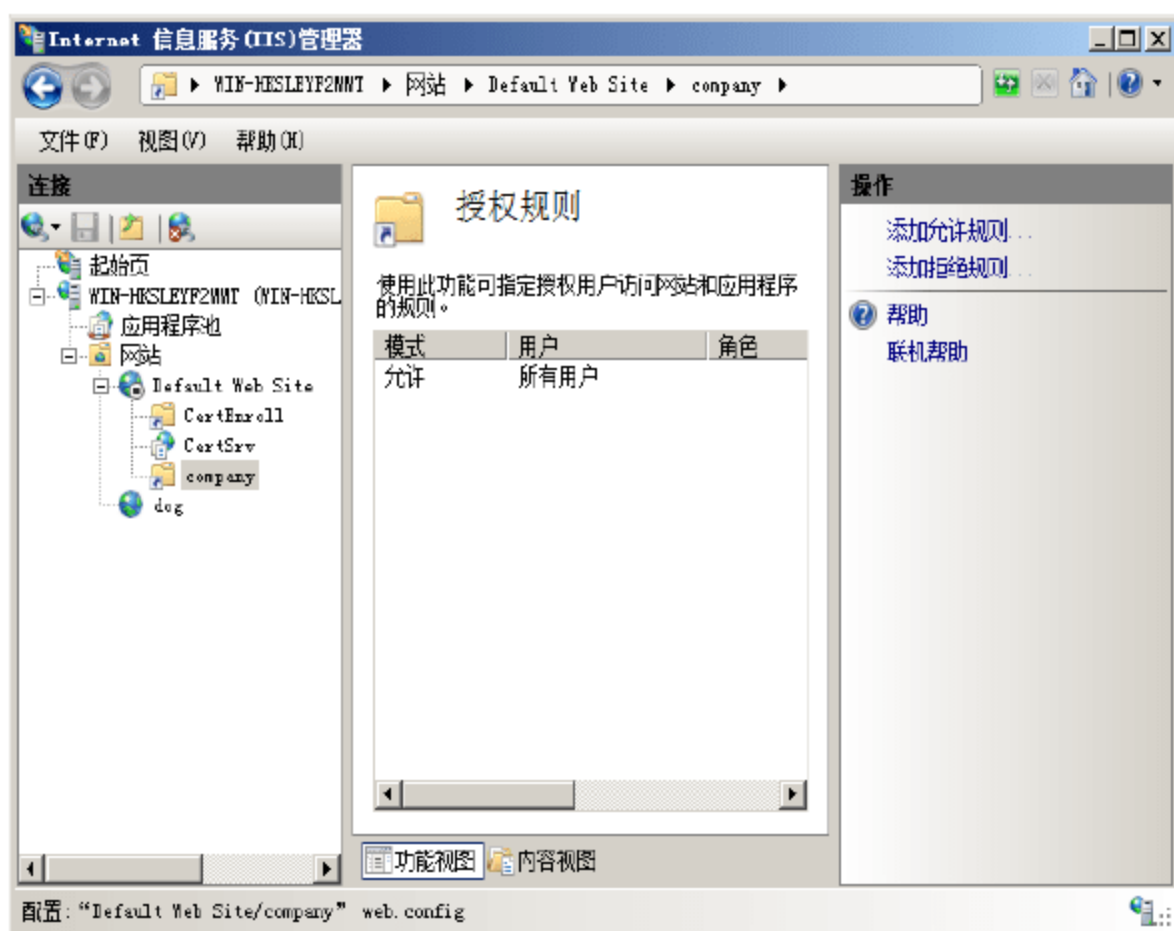 Internet 信息服务(IIS)管理器
WIN-HKSLEYF2WWT 网站 Default Web Site company
文件(F) 视图(V) 帮助(H)
连接
起始页
WIN-HKSLEYF2WWT (WIN-HKSL
应用程序池
网站
Default Web Site
CertEnroll
CertSrv
company
dog
授权规则
使用此功能可指定授权用户访问网站和应用程序
的规则。
模式 用户 角色
允许 所有用户
功能视图 内容视图
操作
添加允许规则...
添加拒绝规则...
帮助
联机帮助
配置:“Default Web Site/company” web.config